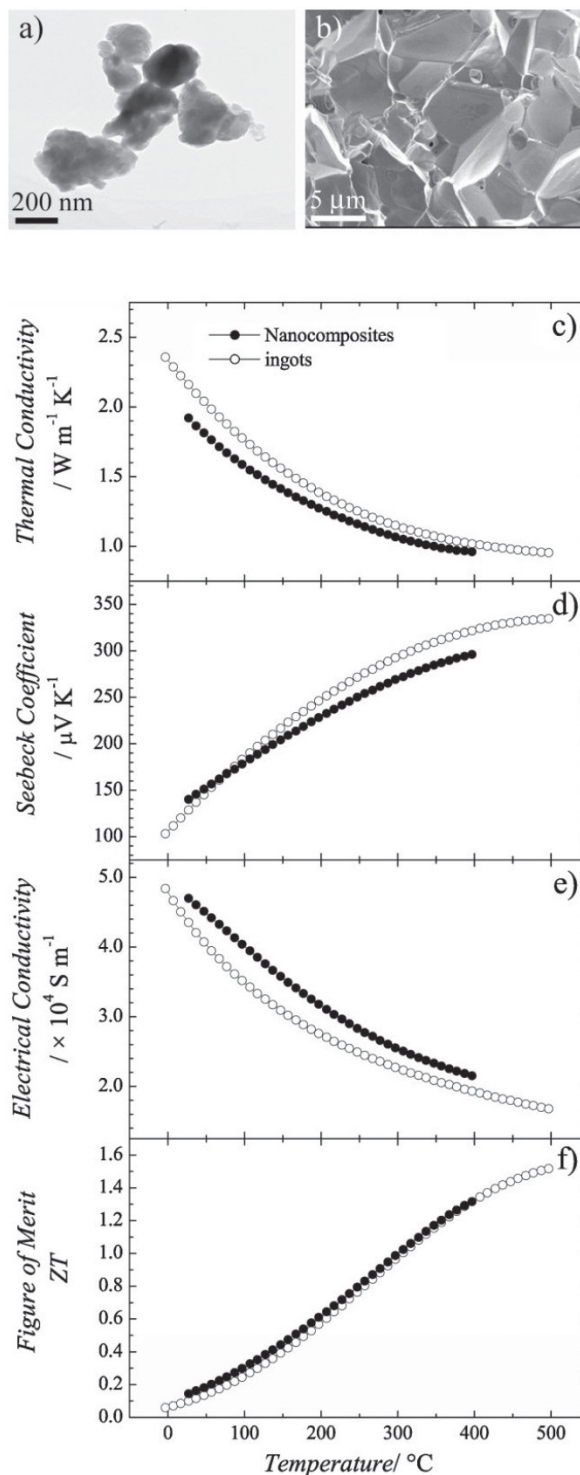 a)
200 nm
b)
5 µm
c)
Nanocomposites
ingots
2.5
2.0
1.5
1.0
Thermal Conductivity
/ W m⁻¹ K⁻¹
d)
350
300
250
200
150
100
Seebeck Coefficient
/ µV K⁻¹
e)
5.0
4.0
3.0
2.0
Electrical Conductivity
/ × 10⁴ S m⁻¹
f)
1.6
1.4
1.2
1.0
0.8
0.6
0.4
0.2
0.0
Figure of Merit
ZT
0 100 200 300 400 500
Temperature/ °C